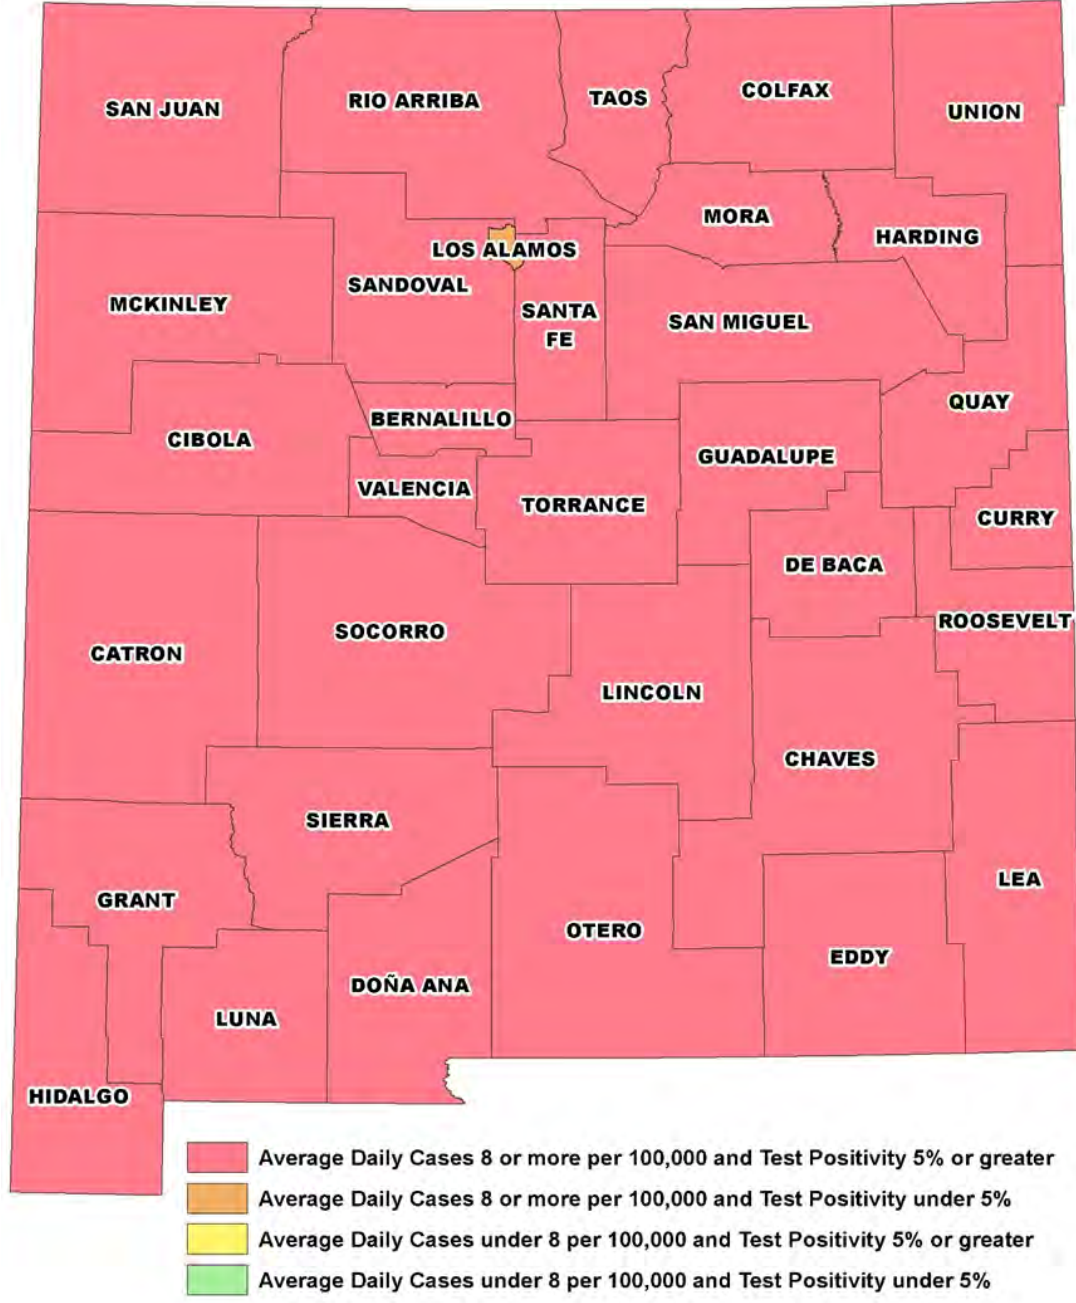 SAN JUAN
RIO ARRIBA
TAOS
COLFAX
UNION
MORA
HARDING
LOS ALAMOS
SANDOVAL
MCKINLEY
SANTA
FE
SAN MIGUEL
QUAY
BERNALILLO
CIBOLA
GUADALUPE
VALENCIA
TORRANCE
CURRY
DE BACA
ROOSEVELT
SOCORRO
CATRON
LINCOLN
CHAVES
SIERRA
LEA
GRANT
OTERO
EDDY
DOÑA ANA
LUNA
HIDALGO
Average Daily Cases 8 or more per 100,000 and Test Positivity 5% or greater
Average Daily Cases 8 or more per 100,000 and Test Positivity under 5%
Average Daily Cases under 8 per 100,000 and Test Positivity 5% or greater
Average Daily Cases under 8 per 100,000 and Test Positivity under 5%